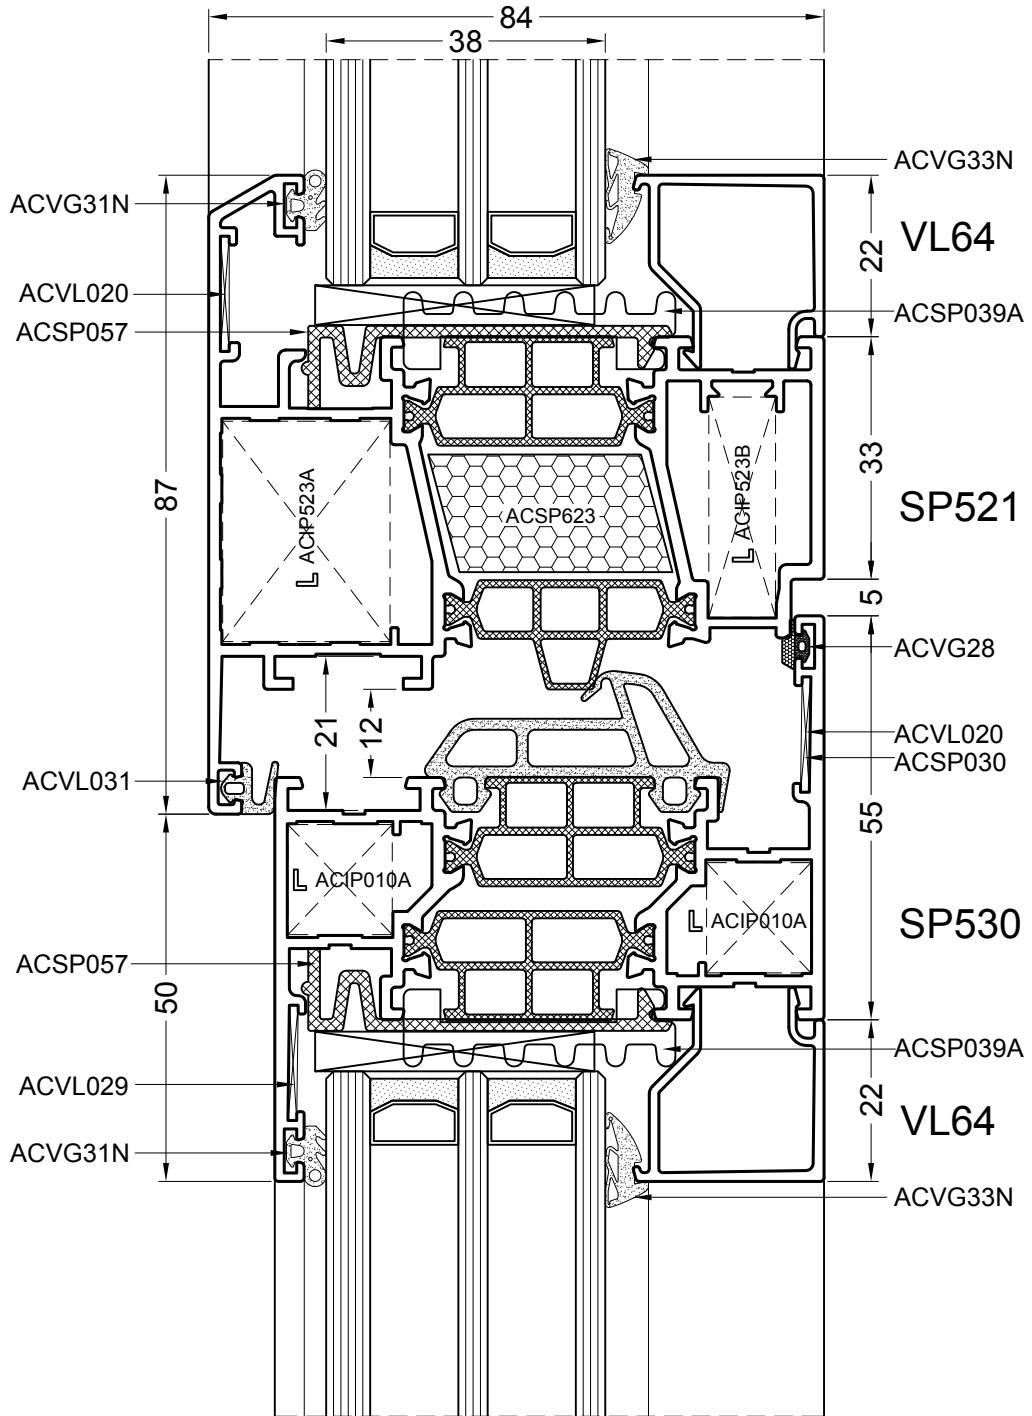 84
38
ACVG33N
ACVG31N
VL64
22
ACVL020
ACSP039A
ACSP057
33
87
ACIP523A
ACIP523B
ACSP623
SP521
5
ACVG28
21
12
ACVL020
ACSP030
ACVL031
55
ACIP010A
ACIP010A
SP530
ACSP057
50
ACSP039A
ACVL029
22
VL64
ACVG31N
ACVG33N